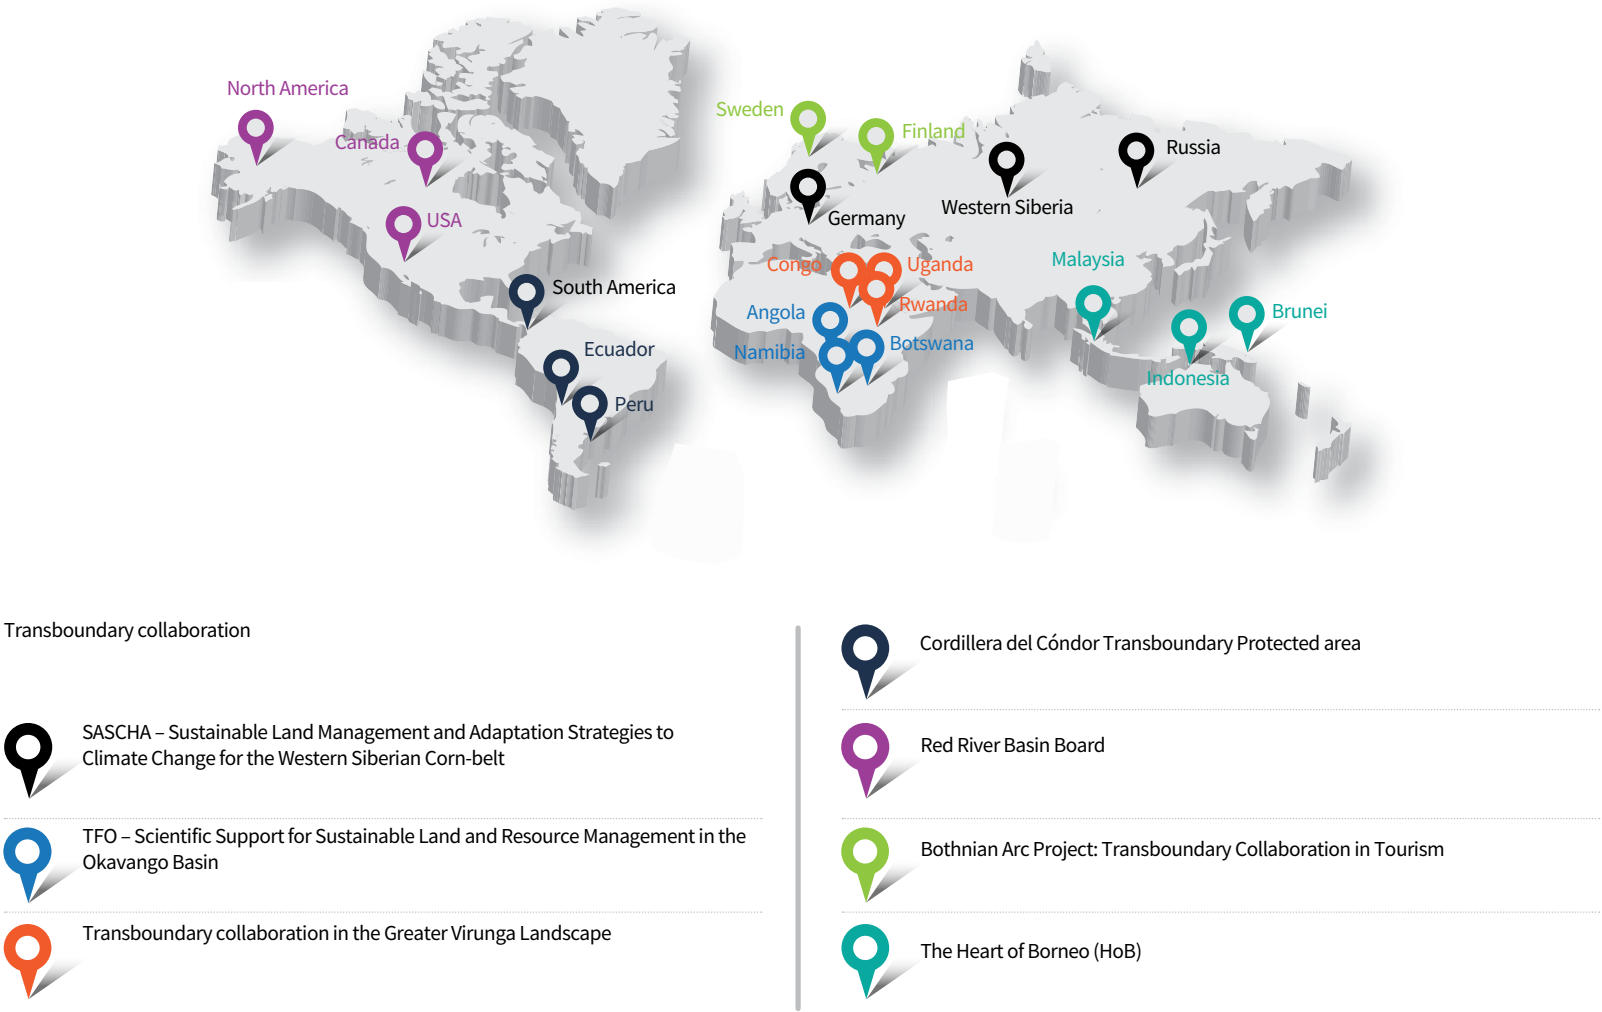 North America
Canada
USA
South America
Ecuador
Peru
Sweden
Finland
Germany
Western Siberia
Russia
Congo
Uganda
Rwanda
Angola
Namibia
Botswana
Malaysia
Brunei
Indonesia
Transboundary collaboration
SASCHA – Sustainable Land Management and Adaptation Strategies to
Climate Change for the Western Siberian Corn-belt
TFO – Scientific Support for Sustainable Land and Resource Management in the
Okavango Basin
Transboundary collaboration in the Greater Virunga Landscape
Cordillera del Cóndor Transboundary Protected area
Red River Basin Board
Bothnian Arc Project: Transboundary Collaboration in Tourism
The Heart of Borneo (HoB)